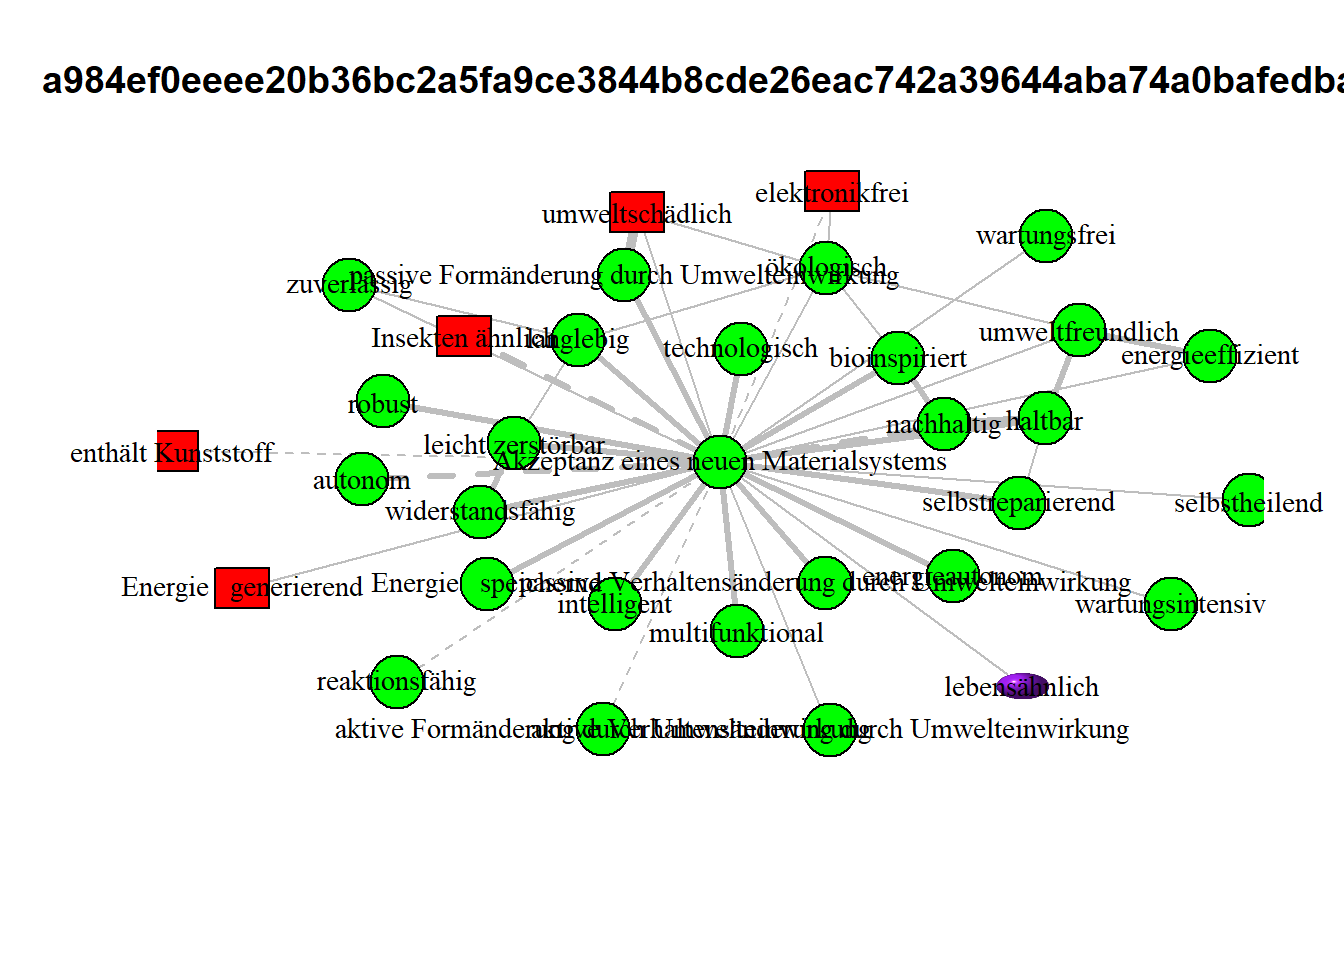 a984ef0eeee20b36bc2a5fa9ce3844b8cde26eac742a39644aba74a0bafedba
elektronikfrei
umweltschädlich
wartungsfrei
ökologisch
passive Formänderung durch Umwelteinwirkung
zuverlässig
umweltfreundlich
Insekten ähnlich
langlebig
technologisch
bioinspiriert
energieeffizient
robust
nachhaltig
haltbar
leicht zerstörbar
enthält Kunststoff
Akzeptanz eines neuen Materialsystems
autonom
widerstandsfähig
selbstreparierend
selbstheilend
Energie generierend
Energie speichernd
passive Verhaltensänderung durch Umwelteinwirkung
energieautonom
intelligent
wartungsintensiv
multifunktional
reaktionsfähig
lebensähnlich
aktive Formänderung durch Umwelteinwirkung
aktive Verhaltensänderung durch Umwelteinwirkung